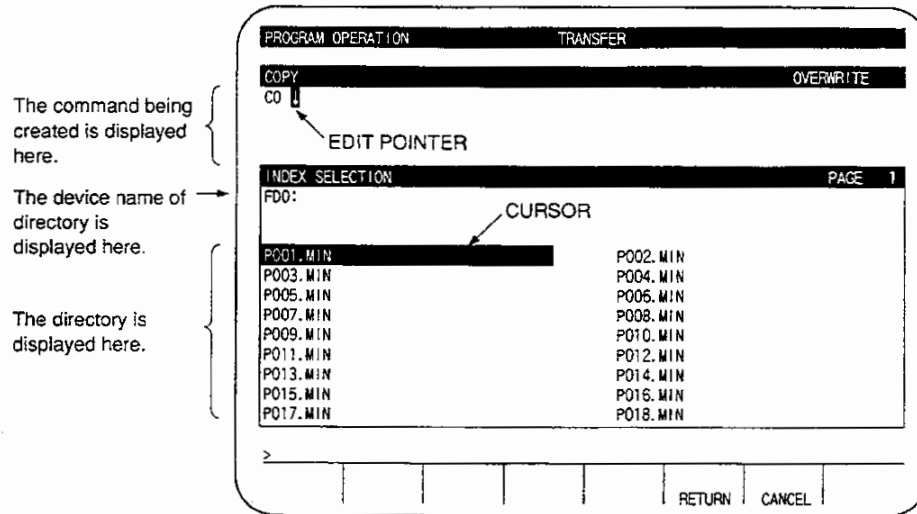 PROGRAM OPERATION TRANSFER
COPY OVERWRITE
CO
The command being
created is displayed
here.
EDIT POINTER
INDEX SELECTION PAGE 1
The device name of
directory is
displayed here.
FD0:
CURSOR
P001.MIN P002.MIN
P003.MIN P004.MIN
P005.MIN P006.MIN
P007.MIN P008.MIN
P009.MIN P010.MIN
P011.MIN P012.MIN
P013.MIN P014.MIN
P015.MIN P016.MIN
P017.MIN P018.MIN
The directory is
displayed here.
>
RETURN CANCEL